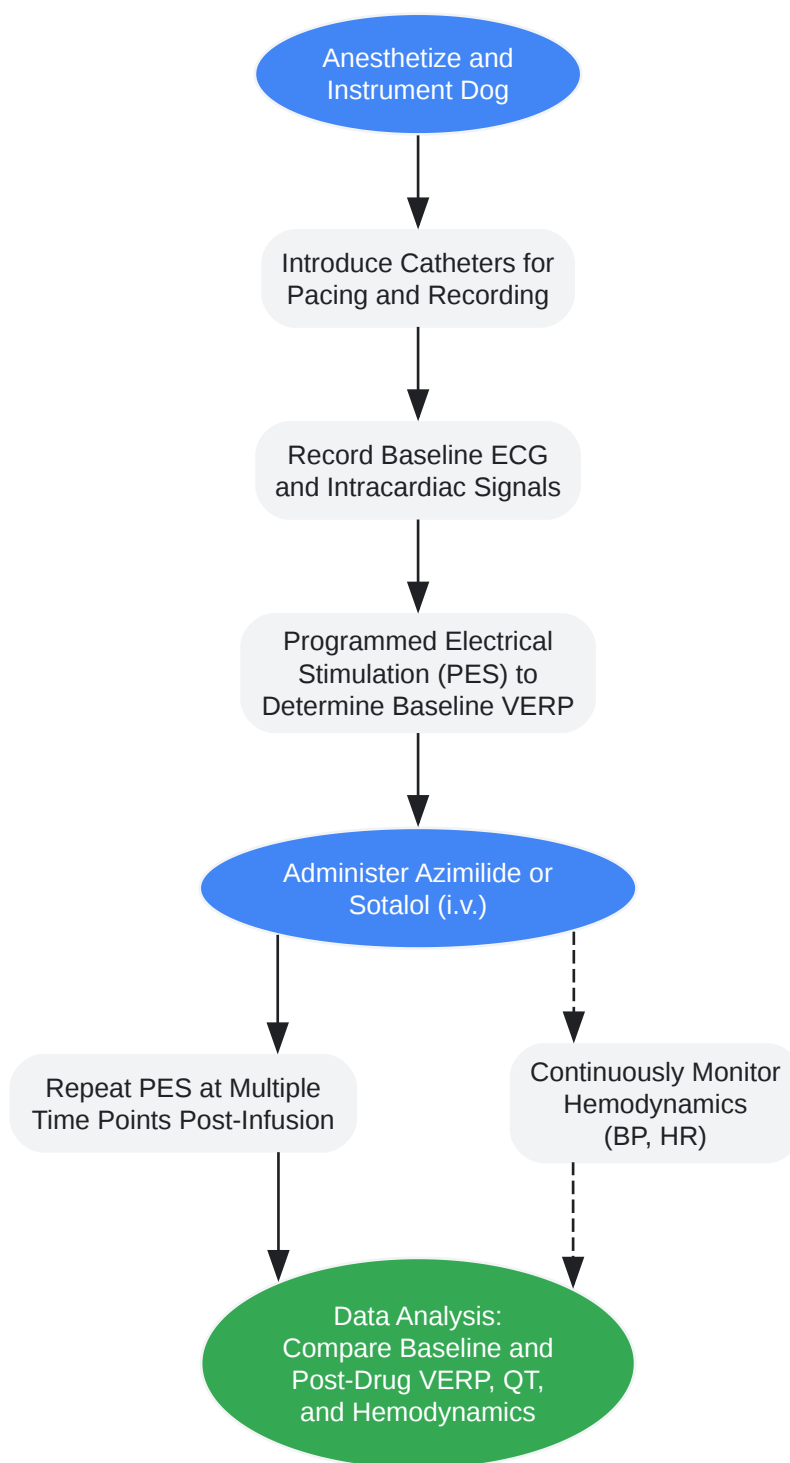 Anesthetize and
Instrument Dog
Introduce Catheters for
Pacing and Recording
Record Baseline ECG
and Intracardiac Signals
Programmed Electrical
Stimulation (PES) to
Determine Baseline VERP
Administer Azimilide or
Sotalol (i.v.)
Repeat PES at Multiple
Time Points Post-Infusion
Continuously Monitor
Hemodynamics
(BP, HR)
Data Analysis:
Compare Baseline and
Post-Drug VERP, QT,
and Hemodynamics